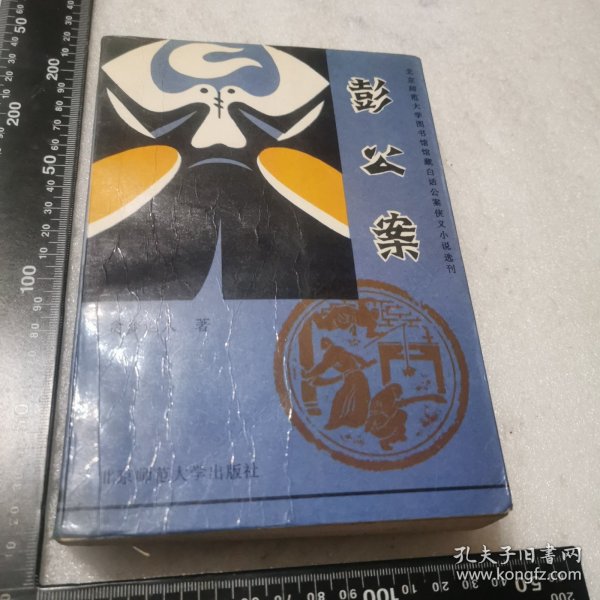 彭公案
北京师范大学图书馆馆藏白话公案侠义小说选刊
人 著
北京师范大学出版社
孔夫子旧书网
www.kongfz.com